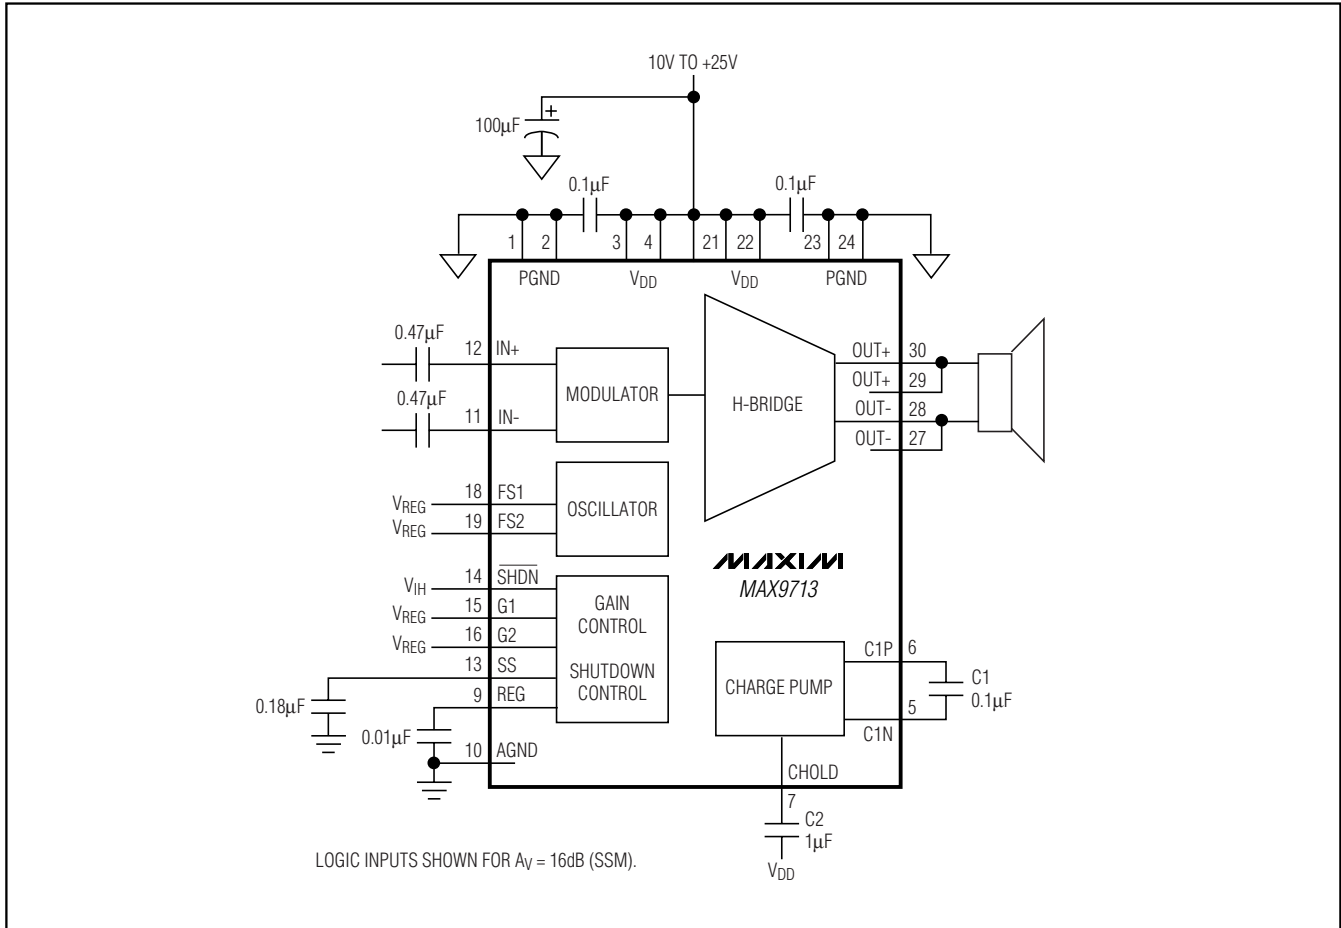 10V TO +25V
+
100µF
0.1µF
0.1µF
1 2 3 4 21 22 23 24
PGND VDD VDD PGND
0.47µF
12 IN+
0.47µF
11 IN-
MODULATOR
H-BRIDGE
OUT+ 30
OUT+ 29
OUT- 28
OUT- 27
VREG 18 FS1
VREG 19 FS2
OSCILLATOR
MAXIM
MAX9713
VIH 14 SHDN
VREG 15 G1
VREG 16 G2
13 SS
9 REG
GAIN
CONTROL
SHUTDOWN
CONTROL
0.18µF
0.01µF
10 AGND
CHARGE PUMP
C1P 6
C1
0.1µF
5
C1N
CHOLD
7
C2
1µF
VDD
LOGIC INPUTS SHOWN FOR AV = 16dB (SSM).